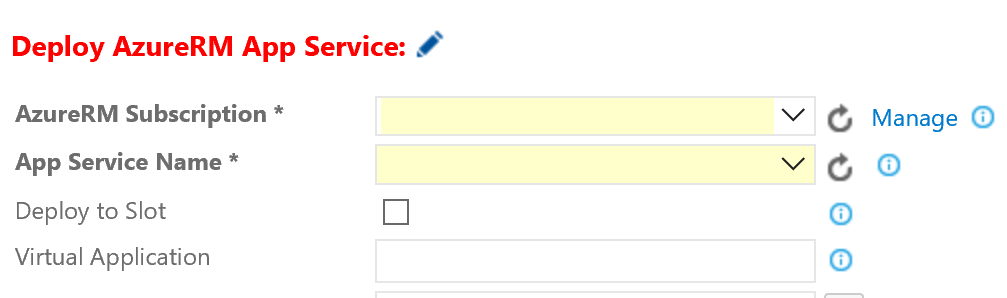 Deploy AzureRM App Service:
AzureRM Subscription * Manage
App Service Name *
Deploy to Slot
Virtual Application